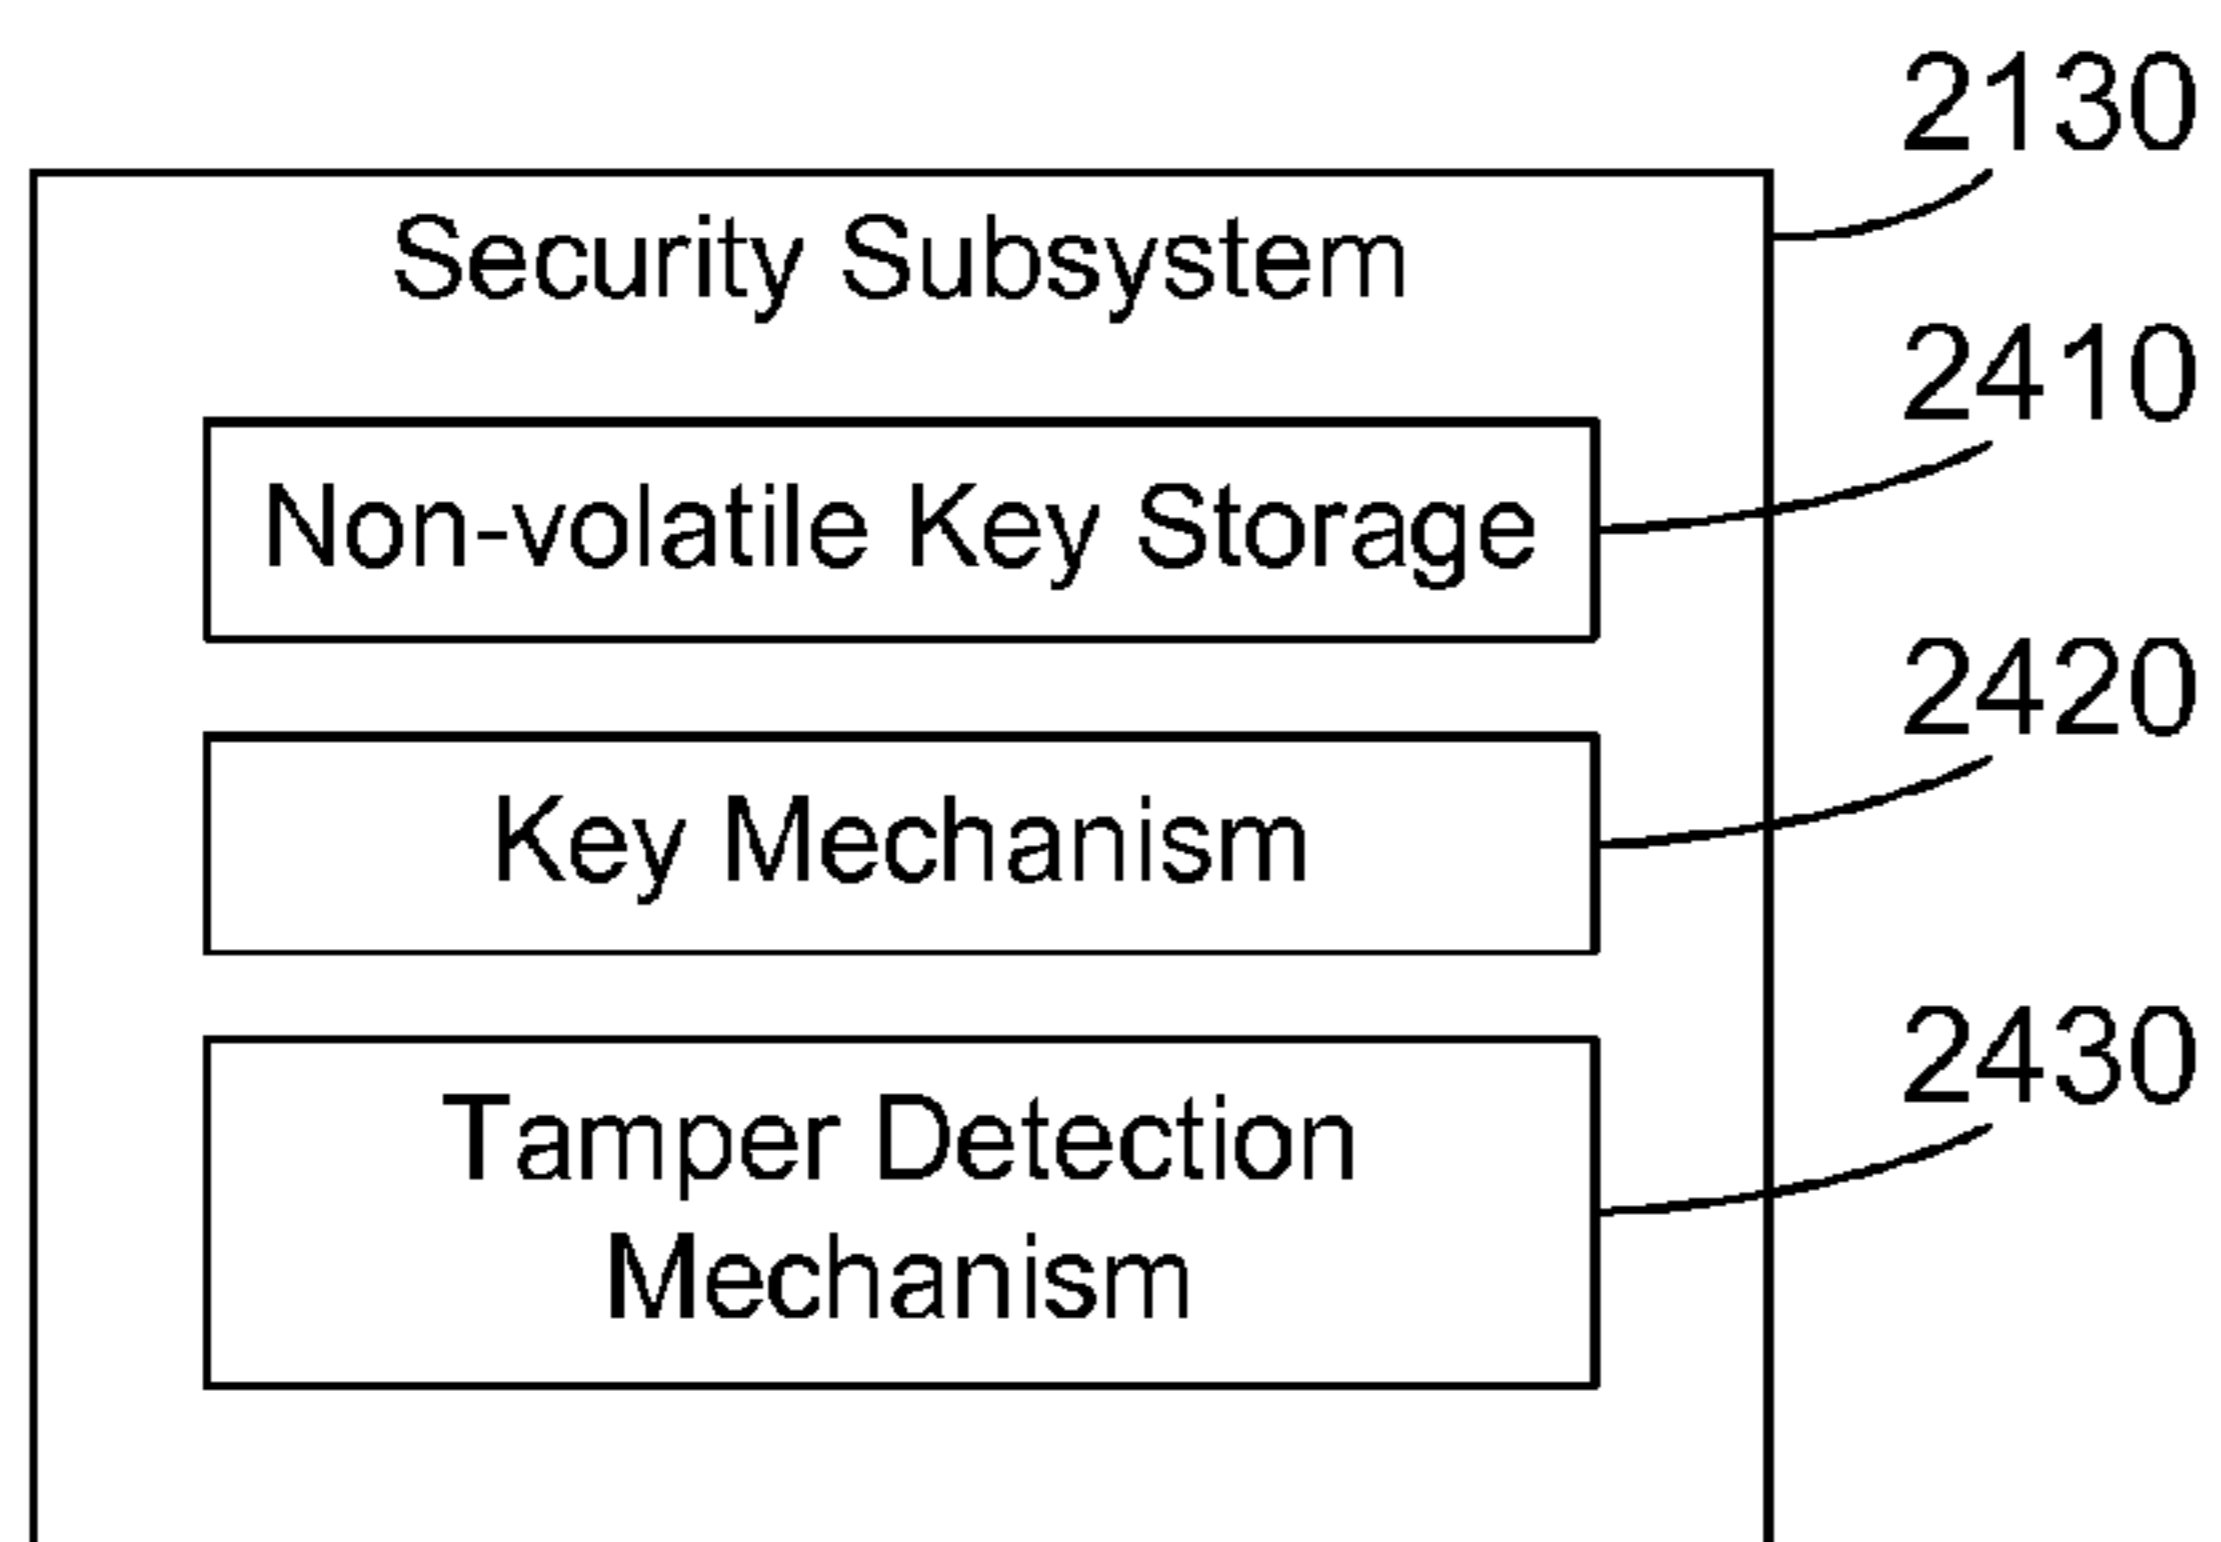 2130
Security Subsystem
2410
Non-volatile Key Storage
2420
Key Mechanism
2430
Tamper Detection
Mechanism